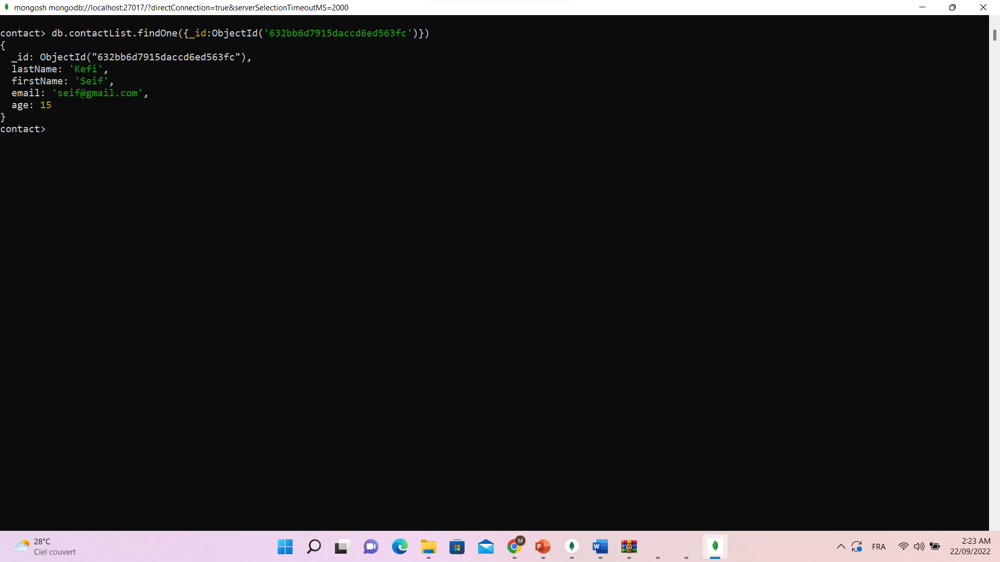 mongosh mongodb://localhost:27017/?directConnection=true&serverSelectionTimeoutMS=2000
contact> db.contactList.findOne({_id:ObjectId('632bb6d7915daccd6ed563fc')})
{
  _id: ObjectId("632bb6d7915daccd6ed563fc"),
  lastName: 'Kefi',
  firstName: 'Seif',
  email: 'seif@gmail.com',
  age: 15
}
contact>
28°C
Ciel couvert
M
P
W
FRA
2:23 AM
22/09/2022